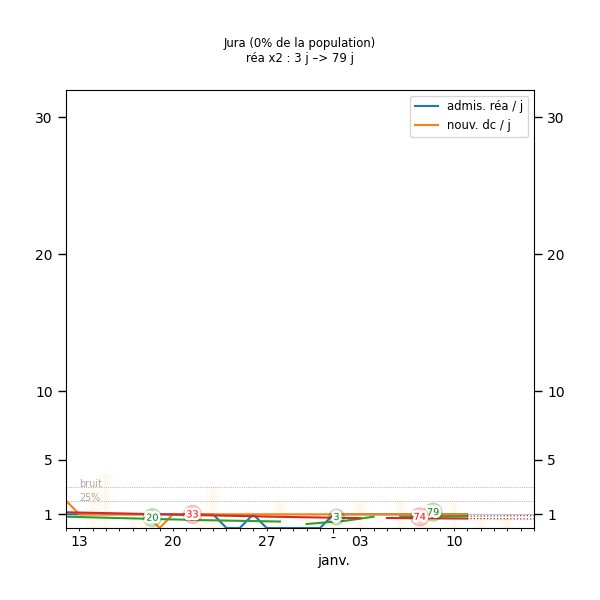 Jura (0% de la population)
réa x2 : 3 j –> 79 j
admis. réa / j
nouv. dc / j
30 30
20 20
10 10
5 5
bruit
25%
1 1
20 33 3 74 79
13 20 27 - 03 10
janv.